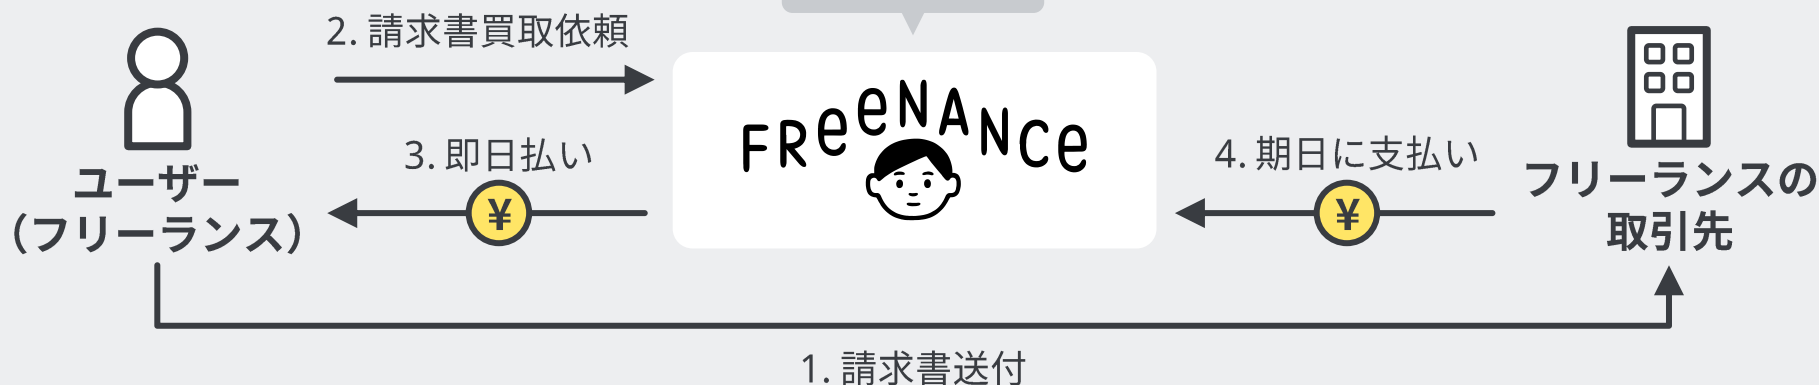 2. 請求書買取依頼
FReeNANce
3. 即日払い
¥
4. 期日に支払い
¥
ユーザー
（フリーランス）
フリーランスの
取引先
1. 請求書送付